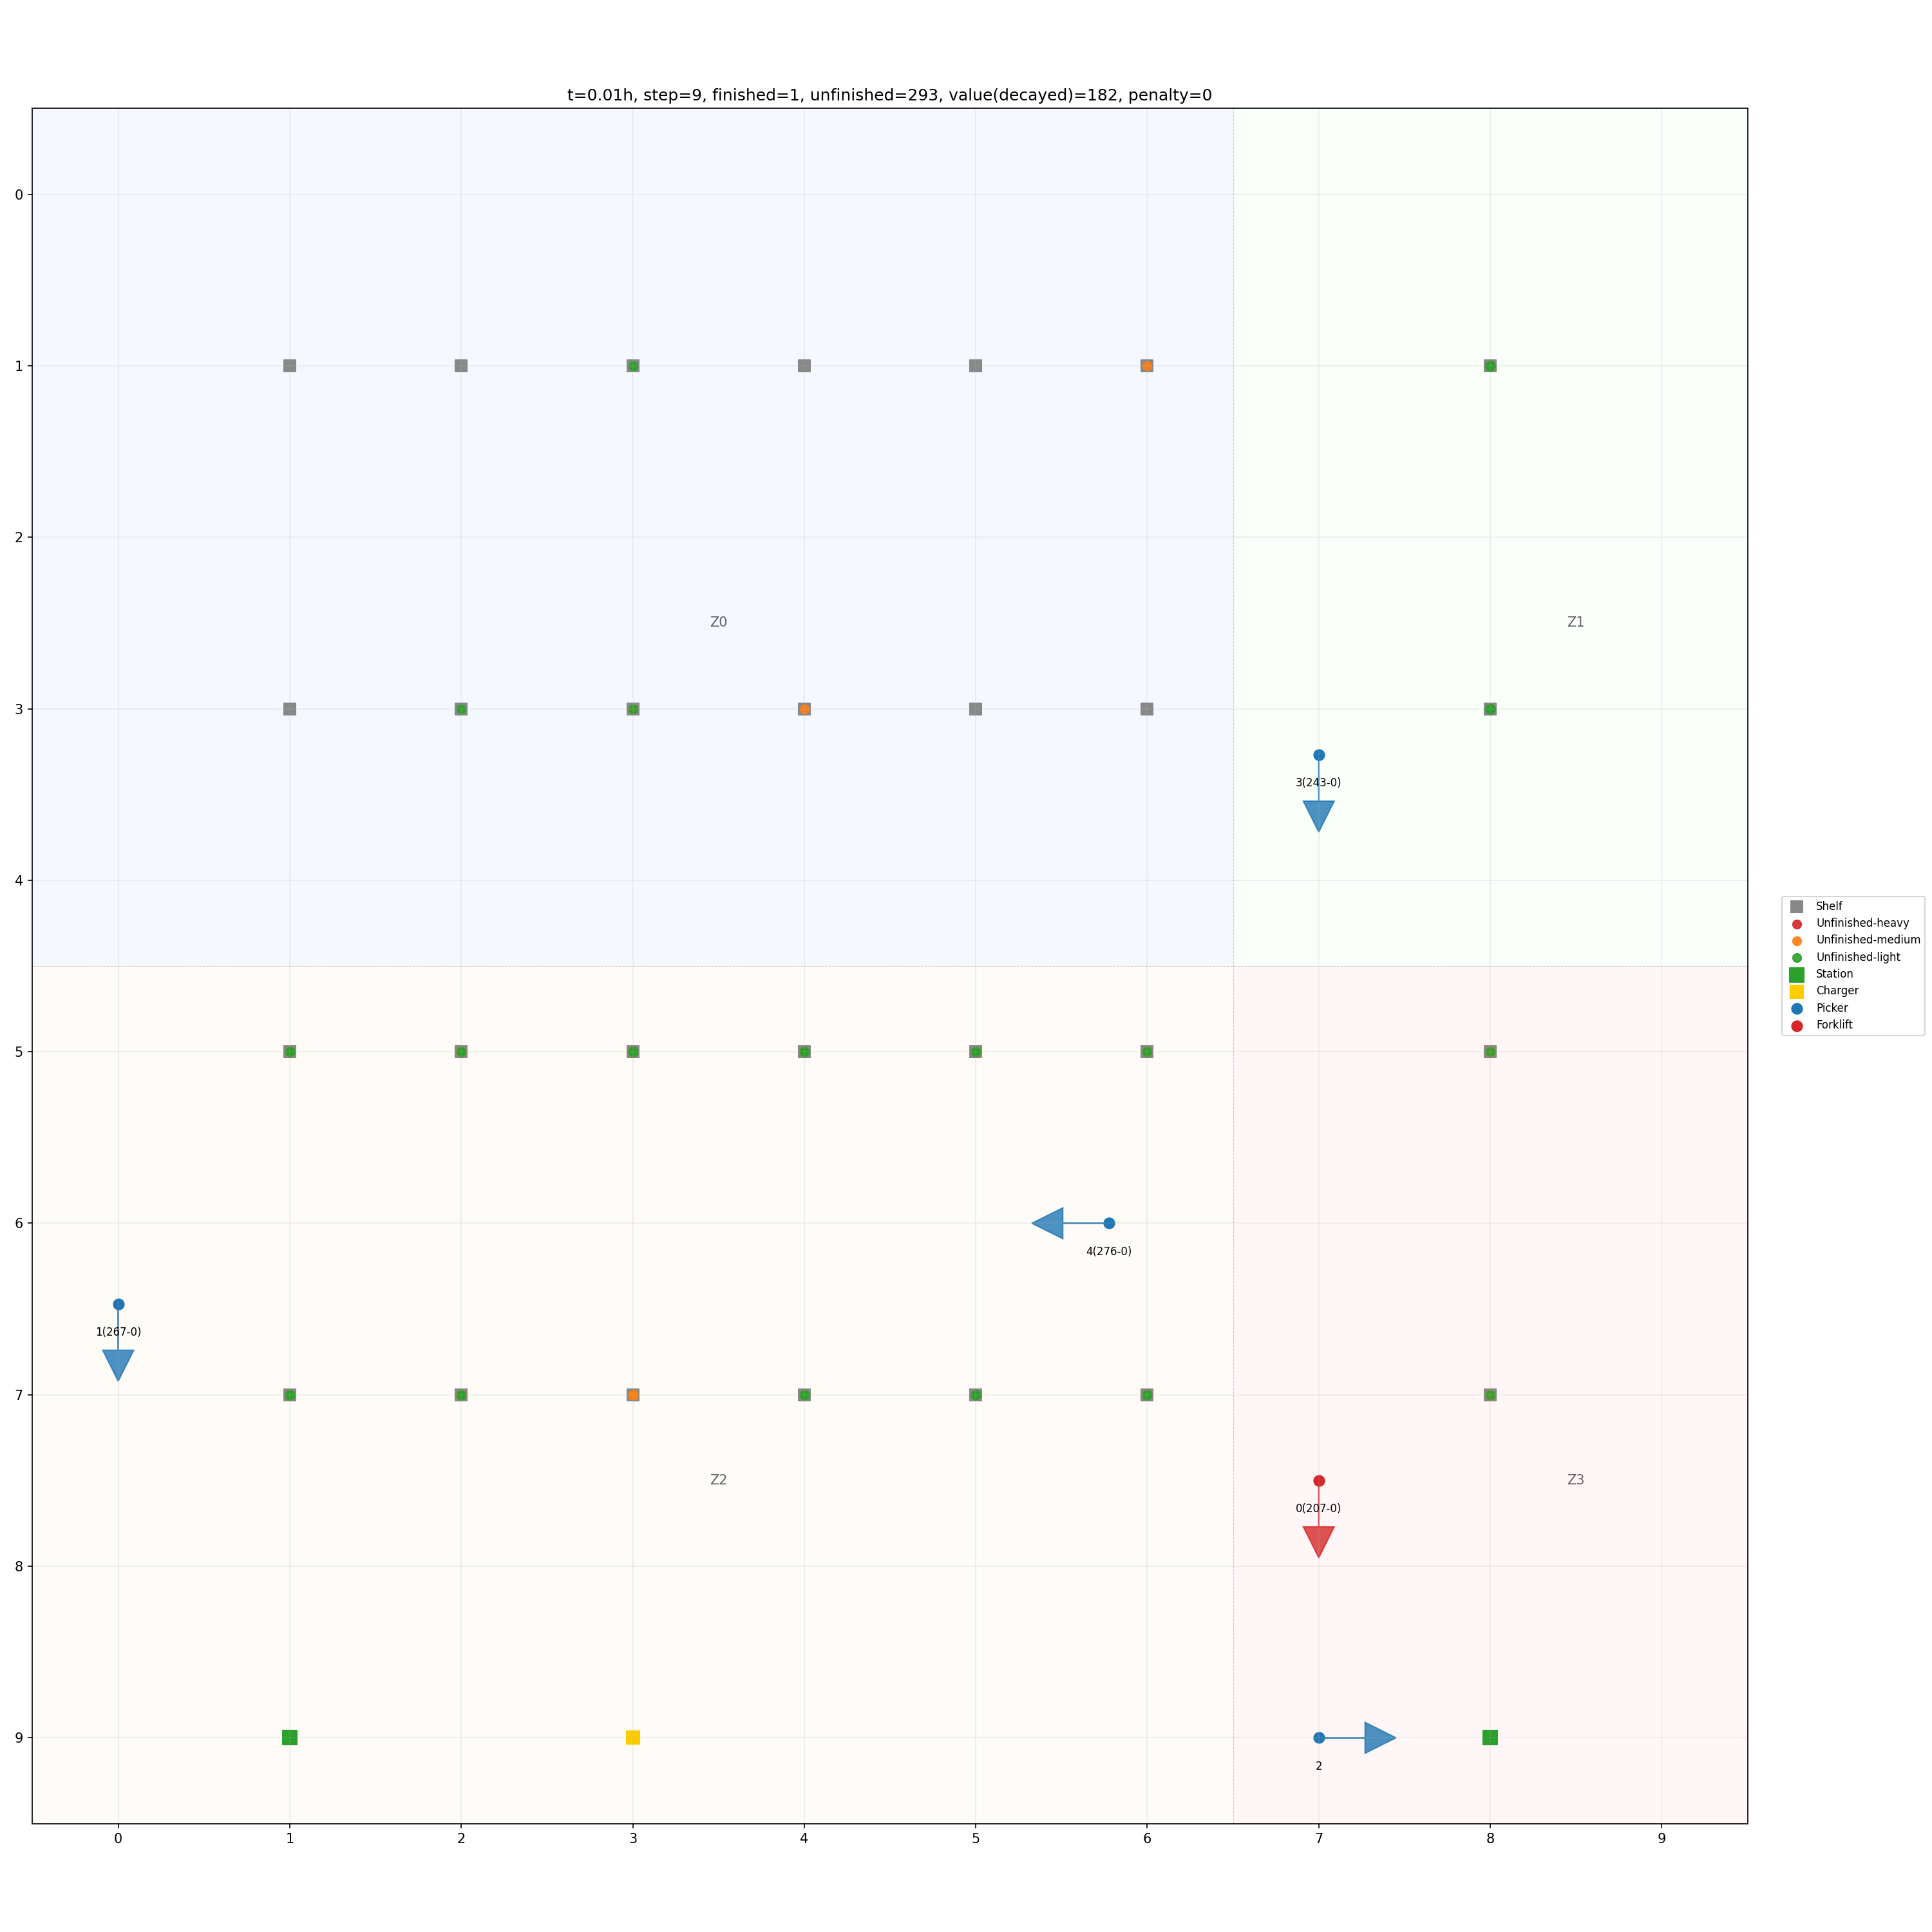 t=0.01h, step=9, finished=1, unfinished=293, value(decayed)=182, penalty=0
0
1
2
Z0
Z1
3
3(243-0)
4
Shelf
Unfinished-heavy
Unfinished-medium
Unfinished-light
Station
Charger
Picker
Forklift
5
6
4(276-0)
1(267-0)
7
Z2
Z3
0(207-0)
8
9
2
0 1 2 3 4 5 6 7 8 9